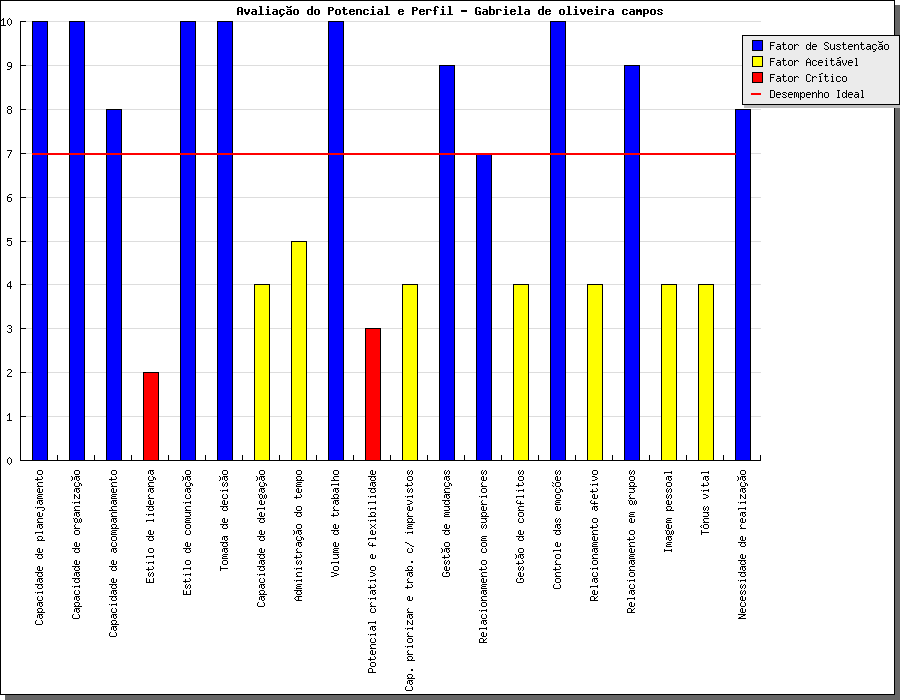 Avaliação do Potencial e Perfil - Gabriela de oliveira campos
Fator de Sustentação
Fator Aceitável
Fator Crítico
Desempenho Ideal
10
9
8
7
6
5
4
3
2
1
0
Capacidade de planejamento
Capacidade de organização
Capacidade de acompanhamento
Estilo de liderança
Estilo de comunicação
Tomada de decisão
Capacidade de delegação
Administração do tempo
Volume de trabalho
Potencial criativo e flexibilidade
Cap. priorizar e trab. c/ imprevistos
Gestão de mudanças
Relacionamento com superiores
Gestão de conflitos
Controle das emoções
Relacionamento afetivo
Relacionamento em grupos
Imagem pessoal
Tônus vital
Necessidade de realização